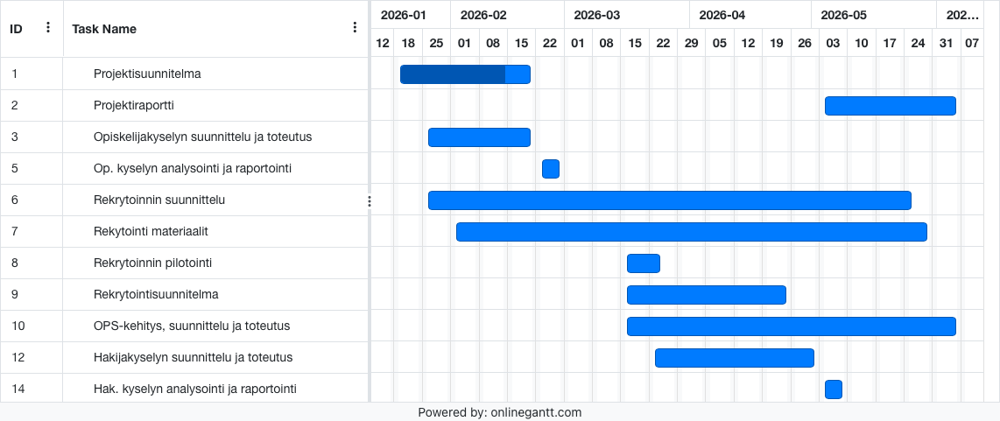 ID Task Name 2026-01 2026-02 2026-03 2026-04 2026-05 202...
12 18 25 01 08 15 22 01 08 15 22 29 05 12 19 26 03 10 17 24 31 07
1 Projektisuunnitelma
2 Projektiraportti
3 Opiskelijakyselyn suunnittelu ja toteutus
5 Op. kyselyn analysointi ja raportointi
6 Rekrytoinnin suunnittelu
7 Rekytointi materiaalit
8 Rekrytoinnin pilotointi
9 Rekrytointisuunnitelma
10 OPS-kehitys, suunnittelu ja toteutus
12 Hakijakyselyn suunnittelu ja toteutus
14 Hak. kyselyn analysointi ja raportointi
Powered by: onlinegantt.com